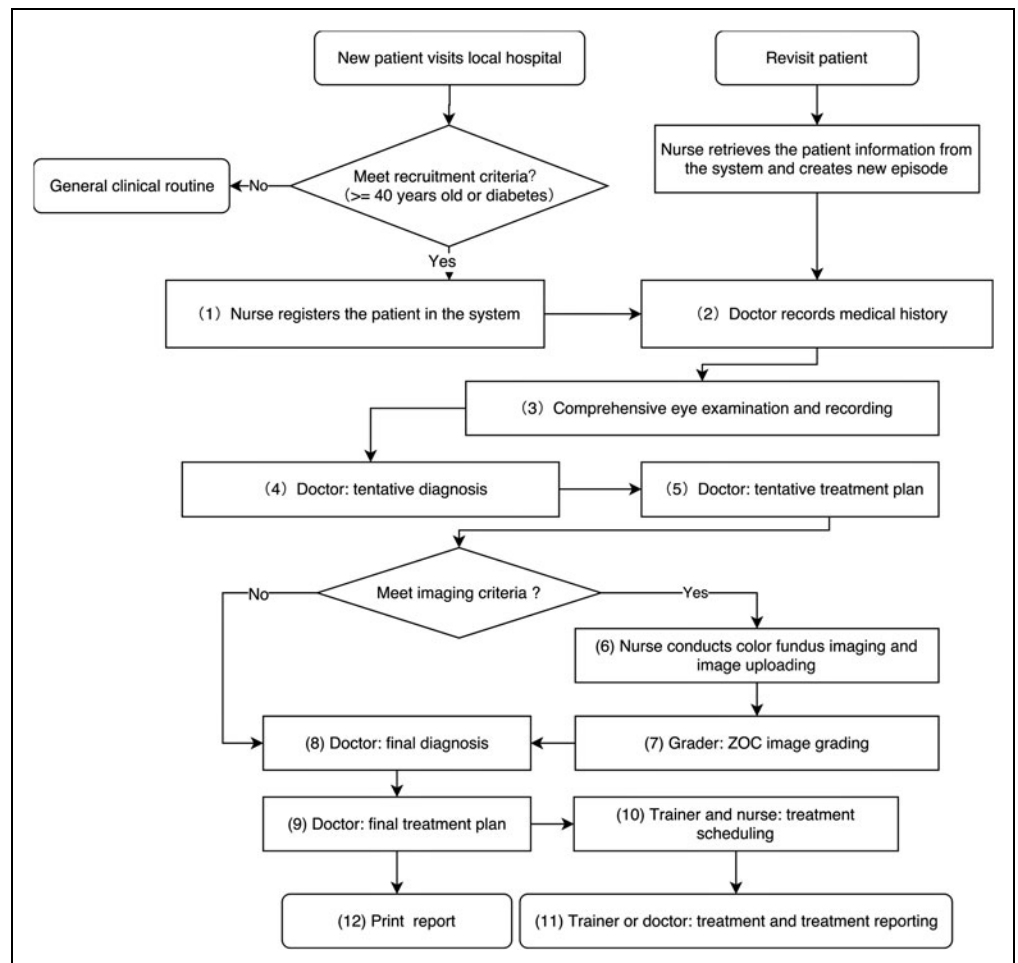 New patient visits local hospital
Revisit patient
Meet recruitment criteria?
(>= 40 years old or diabetes)
Nurse retrieves the patient information from
the system and creates new episode
General clinical routine
No
Yes
(1) Nurse registers the patient in the system
(2) Doctor records medical history
(3) Comprehensive eye examination and recording
(4) Doctor: tentative diagnosis
(5) Doctor: tentative treatment plan
Meet imaging criteria ?
No
Yes
(6) Nurse conducts color fundus imaging and
image uploading
(8) Doctor: final diagnosis
(7) Grader: ZOC image grading
(9) Doctor: final treatment plan
(10) Trainer and nurse: treatment
scheduling
(12) Print report
(11) Trainer or doctor: treatment and treatment reporting